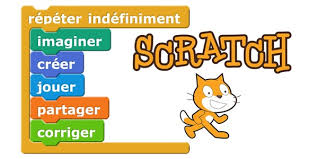 répéter indéfiniment
imaginer
créer
jouer
partager
corriger
SCRATCH